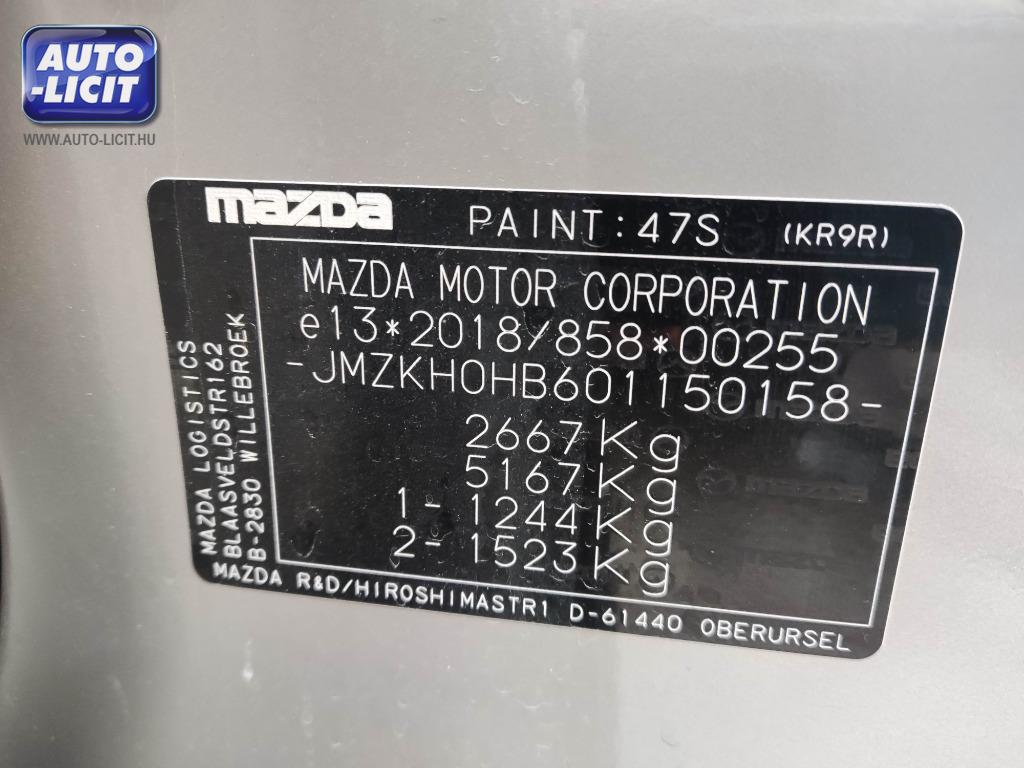 AUTO
-LICIT
WWW.AUTO-LICIT.HU
mazda PAINT: 47S (KR9R)
MAZDA MOTOR CORPORATION
e13*2018/858*00255
-JMZKH0HB601150158-
2667Kg
5167Kg
1- 1244Kg
2- 1523Kg
MAZDA LOGISTICS
BLAASVELDSTR162
B-2830 WILLEBROEK
MAZDA R&D/HIROSHIMASTR1 D-61440 OBERURSEL